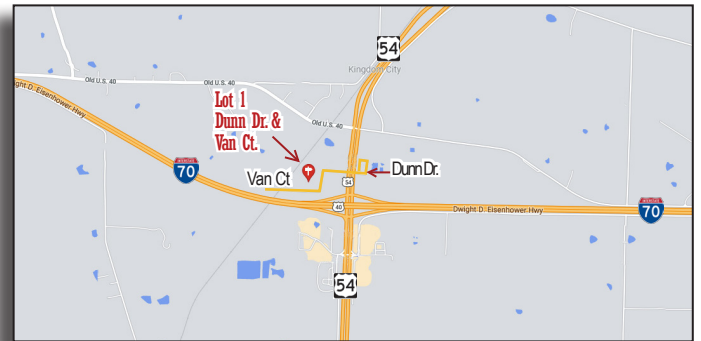 54
Kingdom City
Old U.S. 40
Old U.S. 40
ght D. Eisenhower Hwy
Lot 1
Dunn Dr. &
Van Ct.
Old U.S. 40
70
Van Ct
54
Dunn Dr.
40
Dwight D. Eisenhower Hwy
70
54